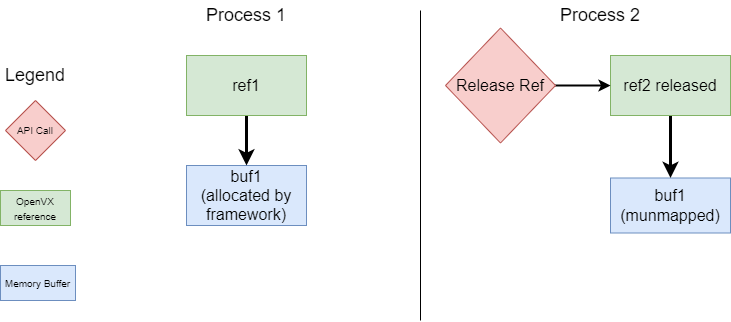 Process 1
Process 2
Legend
API Call
OpenVX
reference
Memory Buffer
ref1
buf1
(allocated by
framework)
Release Ref
ref2 released
buf1
(munmapped)